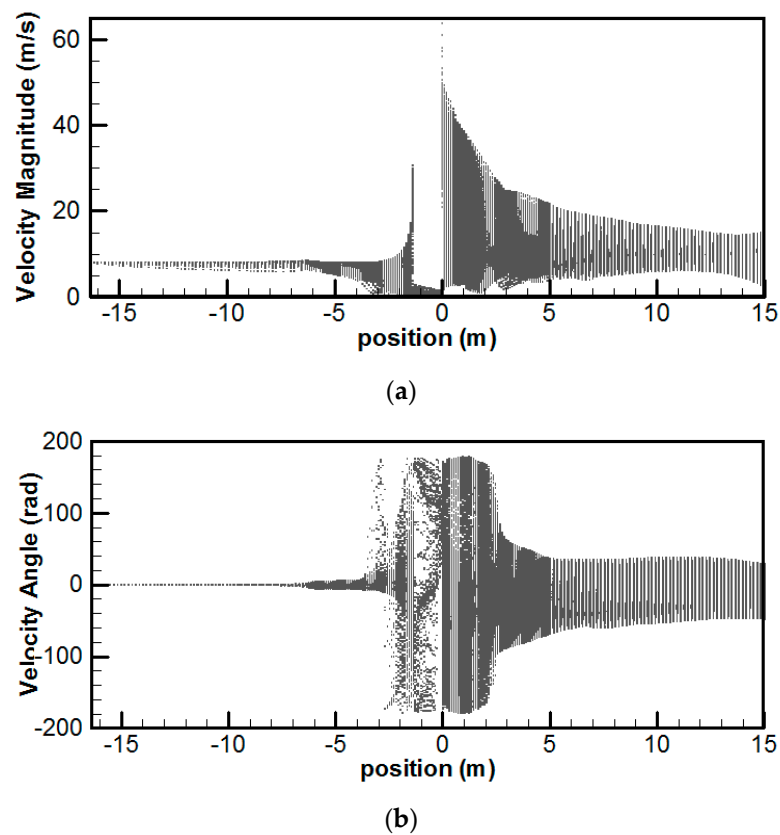 Velocity Magnitude (m/s)
60
40
20
0
-15 -10 -5 0 5 10 15
position (m)
(a)
Velocity Angle (rad)
200
100
0
-100
-200
-15 -10 -5 0 5 10 15
position (m)
(b)